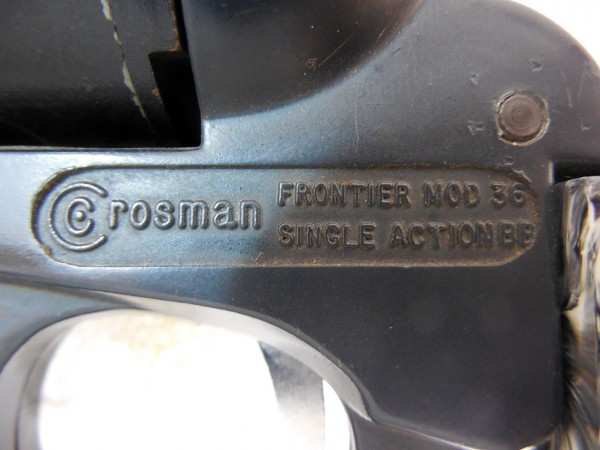 Crosman
FRONTIER MOD 36
SINGLE ACTION BB